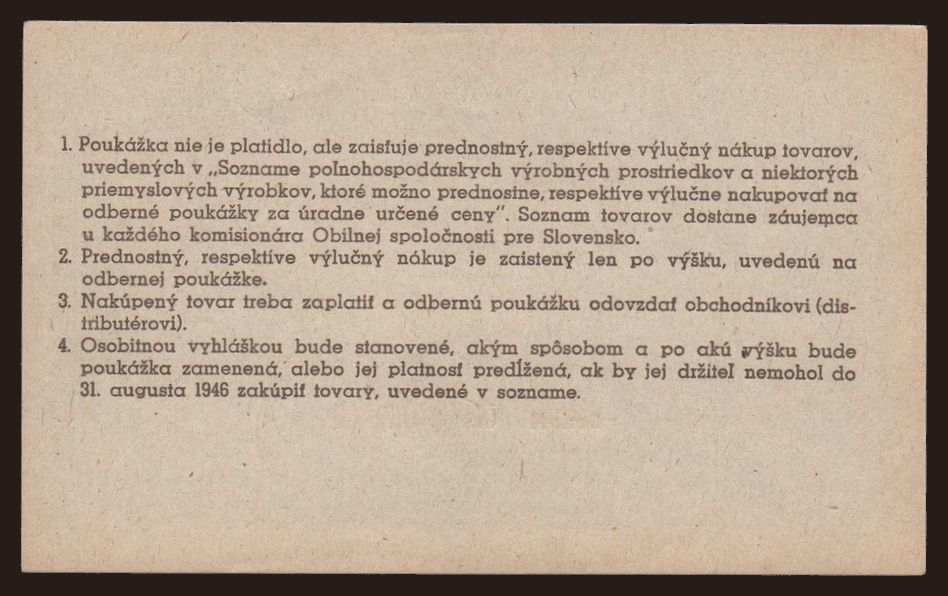 1. Poukážka nie je platidlo, ale zaisťuje prednostný, respektíve výlučný nákup tovarov,
uvedených v „Sozname poľnohospodárskych výrobných prostriedkov a niektorých
priemyslových výrobkov, ktoré možno prednostne, respektíve výlučne nakupovať na
odberné poukážky za úradne určené ceny". Soznam tovarov dostane záujemca
u každého komisionára Obilnej spoločnosti pre Slovensko.
2. Prednostný, respektíve výlučný nákup je zaistený len po výšku, uvedenú na
odbernej poukážke.
3. Nakúpený tovar treba zaplatiť a odbernú poukážku odovzdať obchodníkovi (dis-
tributérovi).
4. Osobitnou vyhláškou bude stanovené, akým spôsobom a po akú výšku bude
poukážka zamenená, alebo jej platnosť predĺžená, ak by jej držiteľ nemohol do
31. augusta 1946 zakúpiť tovary, uvedené v sozname.